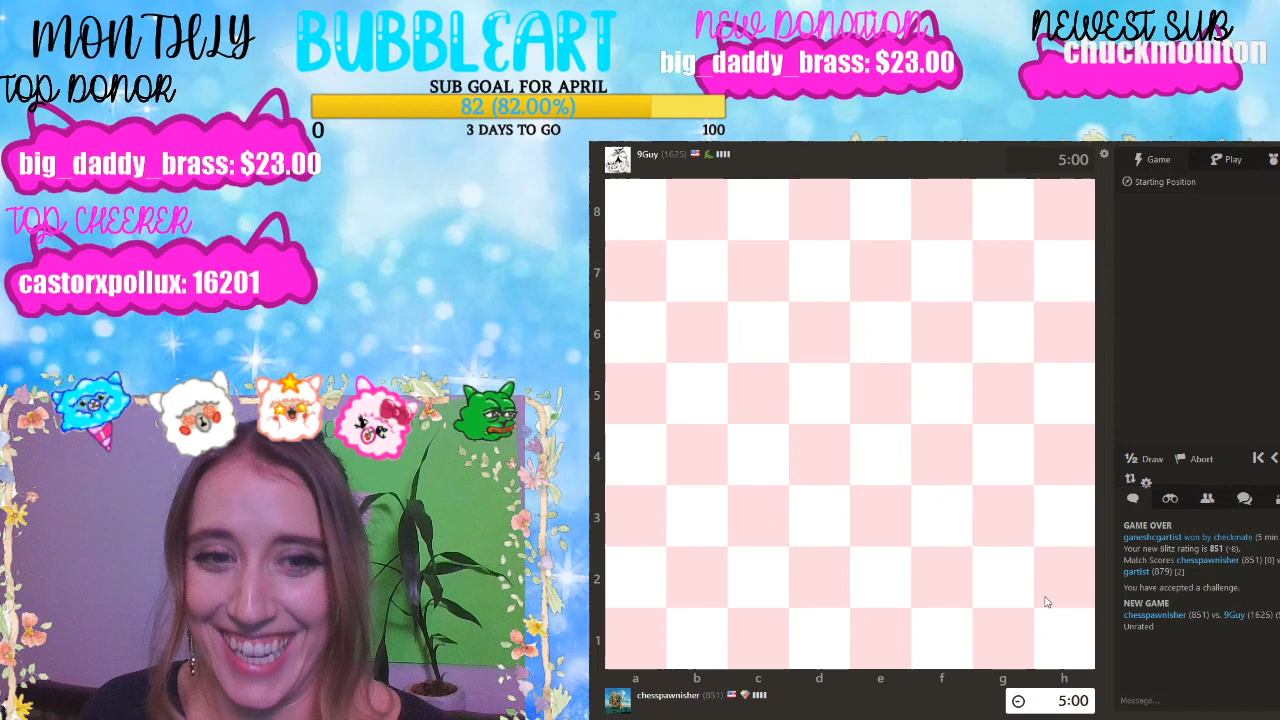 MONTHLY
TOP DONOR
big_daddy_brass: $23.00
TOP CHEERER
castorxpollux: 16201
BUBBLEART
SUB GOAL FOR APRIL
82 (82.00%)
0
3 DAYS TO GO
100
NEW DONATION
big_daddy_brass: $23.00
NEWEST SUB
chuckmoulton
9Guy (1625)
5:00
8
7
6
5
4
3
2
1
a b c d e f g h
chesspawnisher (851)
5:00
Game
Play
Starting Position
½ Draw
Abort
GAME OVER
ganeshcgartist won by checkmate (5 min
Your new Blitz rating is 851 (-8).
Match Scores chesspawnisher (851) [0] v
gartist (879) [2]
You have accepted a challenge.
NEW GAME
chesspawnisher (851) vs. 9Guy (1625) (5
Unrated
Message...